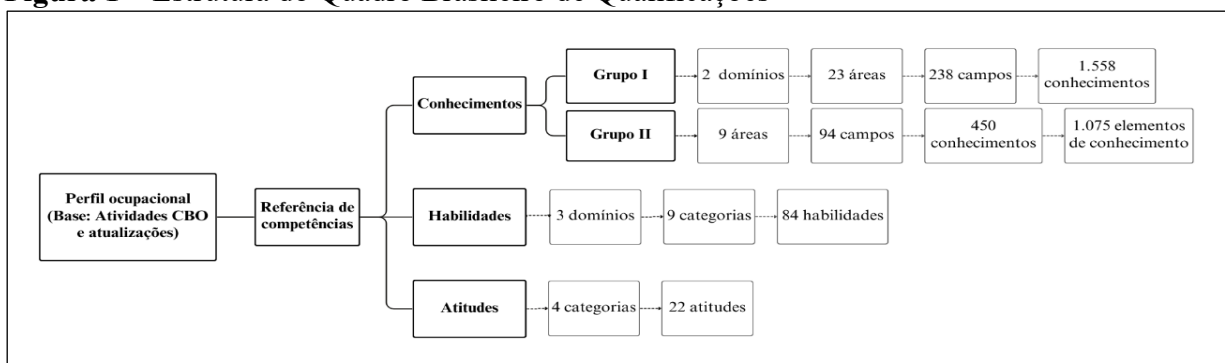 Figura 1 - Estrutura do Quadro Brasileiro de Qualificações
Perfil ocupacional
(Base: Atividades CBO
e atualizações)
Referência de
competências
Conhecimentos
Grupo I
2 domínios
23 áreas
238 campos
1.558
conhecimentos
Grupo II
9 áreas
94 campos
450
conhecimentos
1.075 elementos
de conhecimento
Habilidades
3 domínios
9 categorias
84 habilidades
Atitudes
4 categorias
22 atitudes